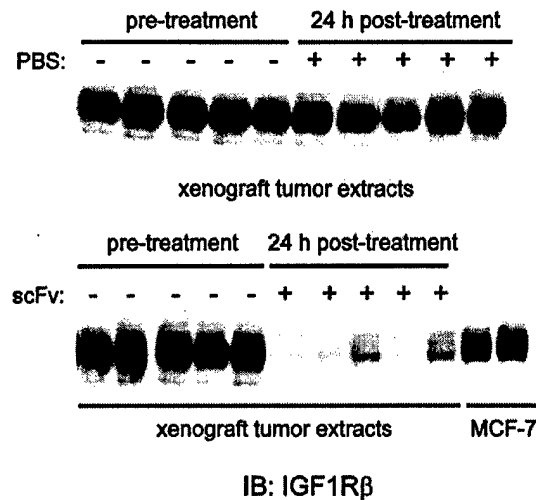 pre-treatment 24 h post-treatment
PBS: - - - - - + + + + +
xenograft tumor extracts
pre-treatment 24 h post-treatment
scFv: - - - - - + + + + +
xenograft tumor extracts MCF-7
IB: IGF1Rβ